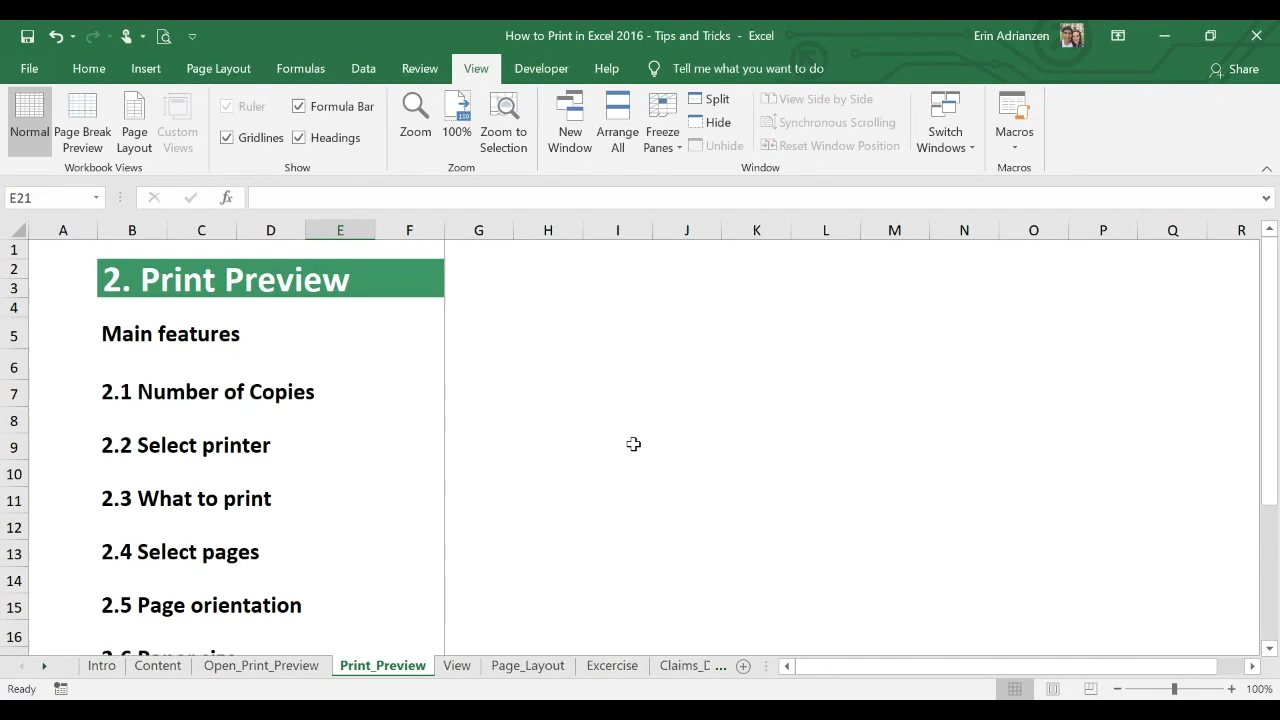 How to Print in Excel 2016 - Tips and Tricks - Excel
Erin Adrianzen
File Home Insert Page Layout Formulas Data Review View Developer Help Tell me what you want to do Share
Normal
Page Break Preview
Page Layout
Custom Views
Workbook Views
Ruler
Formula Bar
Gridlines
Headings
Show
Zoom
100
100%
Zoom to Selection
Zoom
New Window
Arrange All
Freeze Panes
Split
Hide
Unhide
View Side by Side
Synchronous Scrolling
Reset Window Position
Window
Switch Windows
Macros
Macros
E21
fx
A B C D E F G H I J K L M N O P Q R
1
2
3
4
5
6
7
8
9
10
11
12
13
14
15
16
2. Print Preview
Main features
2.1 Number of Copies
2.2 Select printer
2.3 What to print
2.4 Select pages
2.5 Page orientation
Intro Content Open_Print_Preview Print_Preview View Page_Layout Excercise Claims_D ...
Ready
100%